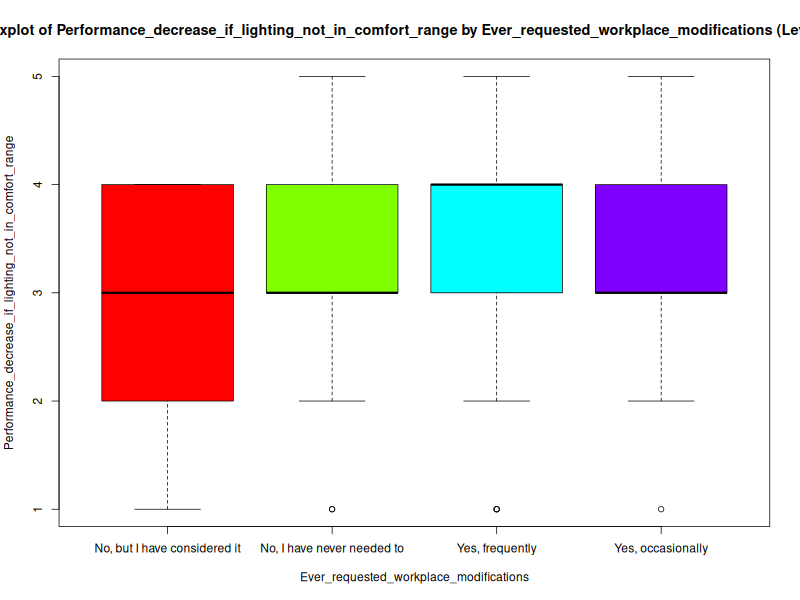 xplot of Performance_decrease_if_lighting_not_in_comfort_range by Ever_requested_workplace_modifications (Lev
Performance_decrease_if_lighting_not_in_comfort_range
5
4
3
2
1
No, but I have considered it
No, I have never needed to
Yes, frequently
Yes, occasionally
Ever_requested_workplace_modifications